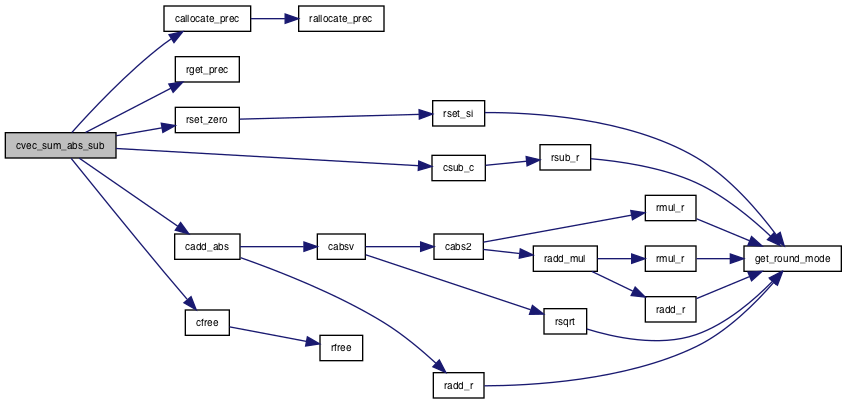 callocate_prec
rallocate_prec
rget_prec
rset_zero
rset_si
cvec_sum_abs_sub
csub_c
rsub_r
rmul_r
cadd_abs
cabsv
cabs2
radd_mul
rmul_r
get_round_mode
radd_r
cfree
rsqrt
rfree
radd_r